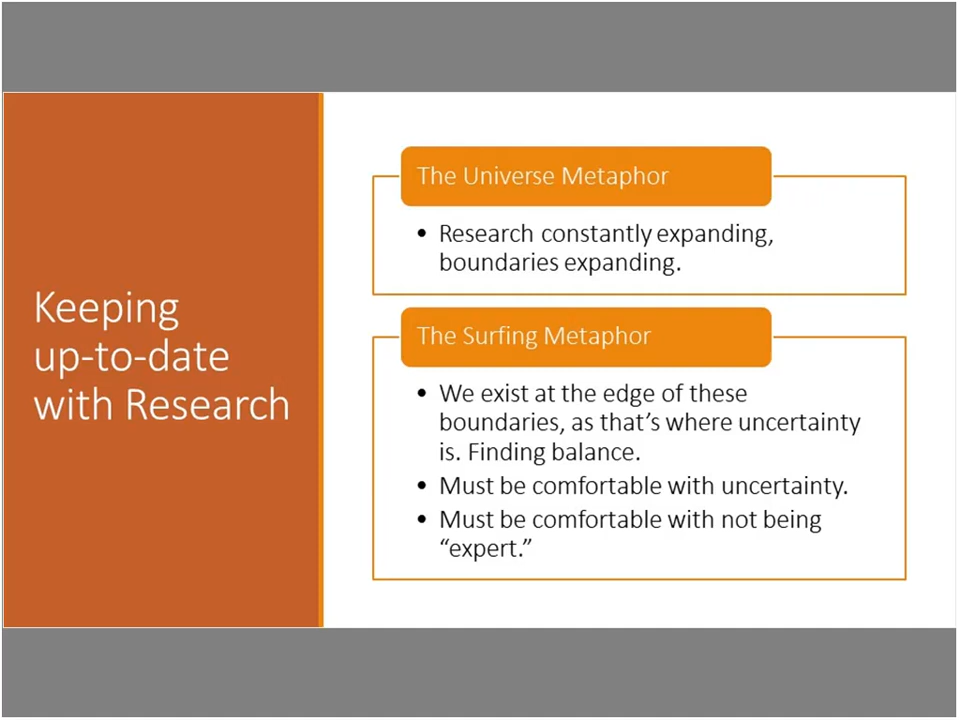 Keeping
up-to-date
with Research
The Universe Metaphor
• Research constantly expanding,
boundaries expanding.
The Surfing Metaphor
• We exist at the edge of these
boundaries, as that’s where uncertainty
is. Finding balance.
• Must be comfortable with uncertainty.
• Must be comfortable with not being
“expert.”